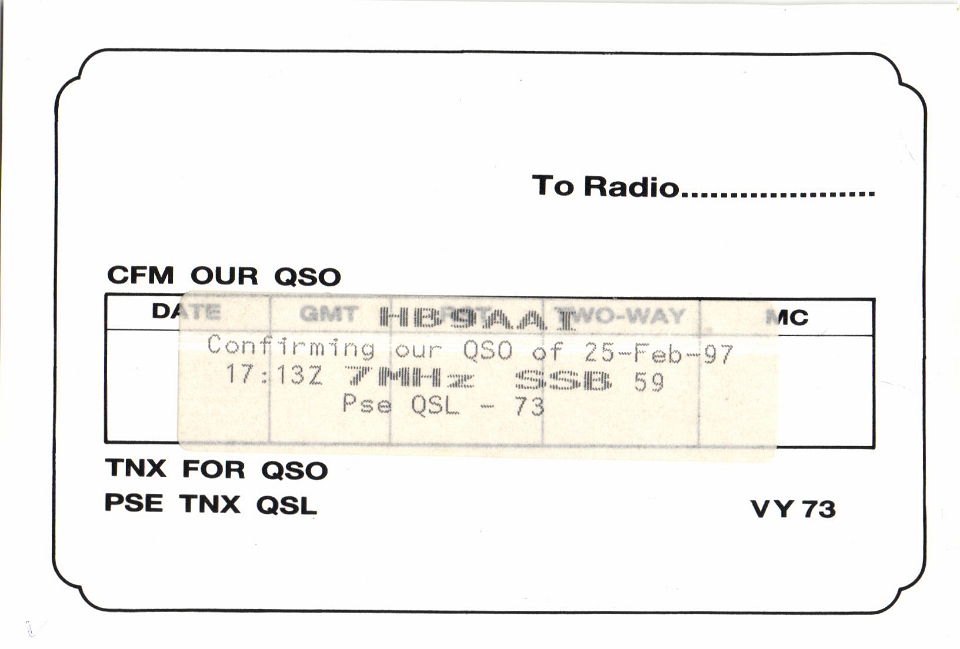 To Radio....................
CFM OUR QSO
DATE GMT RST TWO-WAY MC
HB9AAI
Confirming our QSO of 25-Feb-97
17:13Z 7MHz SSB 59
Pse QSL - 73
TNX FOR QSO
PSE TNX QSL
VY 73